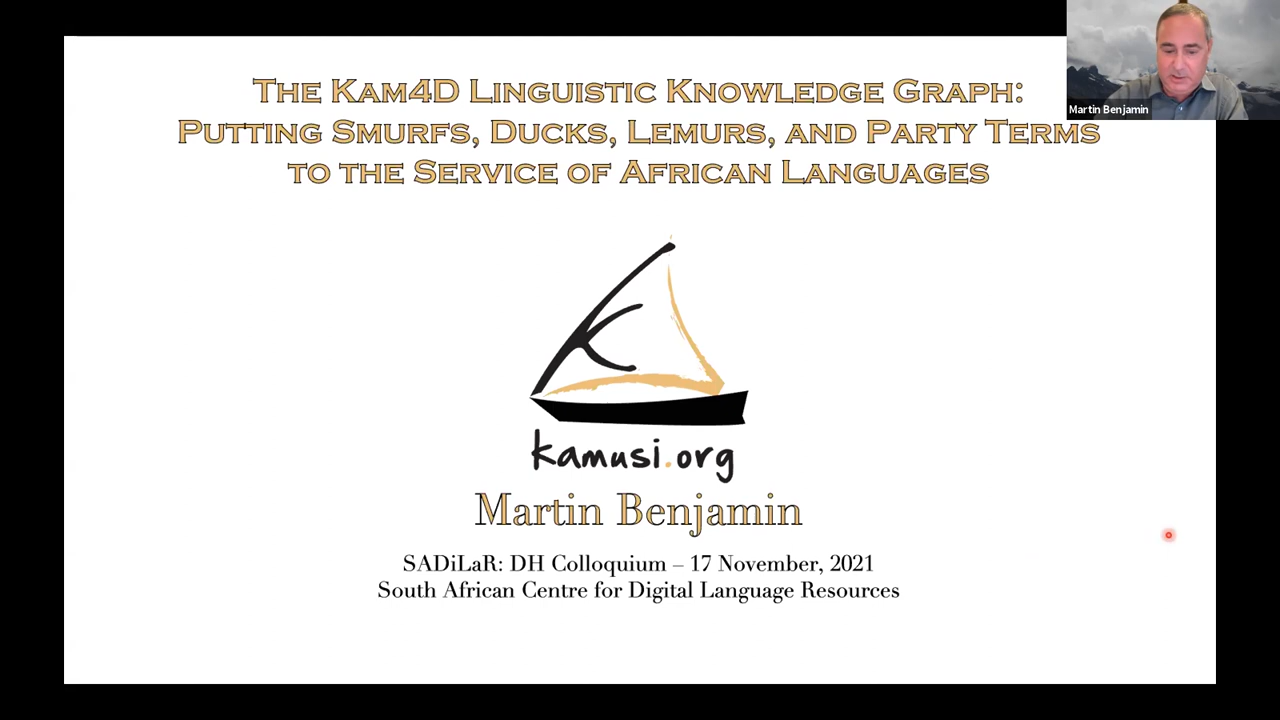 The Kam4D Linguistic Knowledge Graph:
Putting Smurfs, Ducks, Lemurs, and Party Terms
to the Service of African Languages
Martin Benjamin
kamusi.org
Martin Benjamin
SADiLaR: DH Colloquium – 17 November, 2021
South African Centre for Digital Language Resources